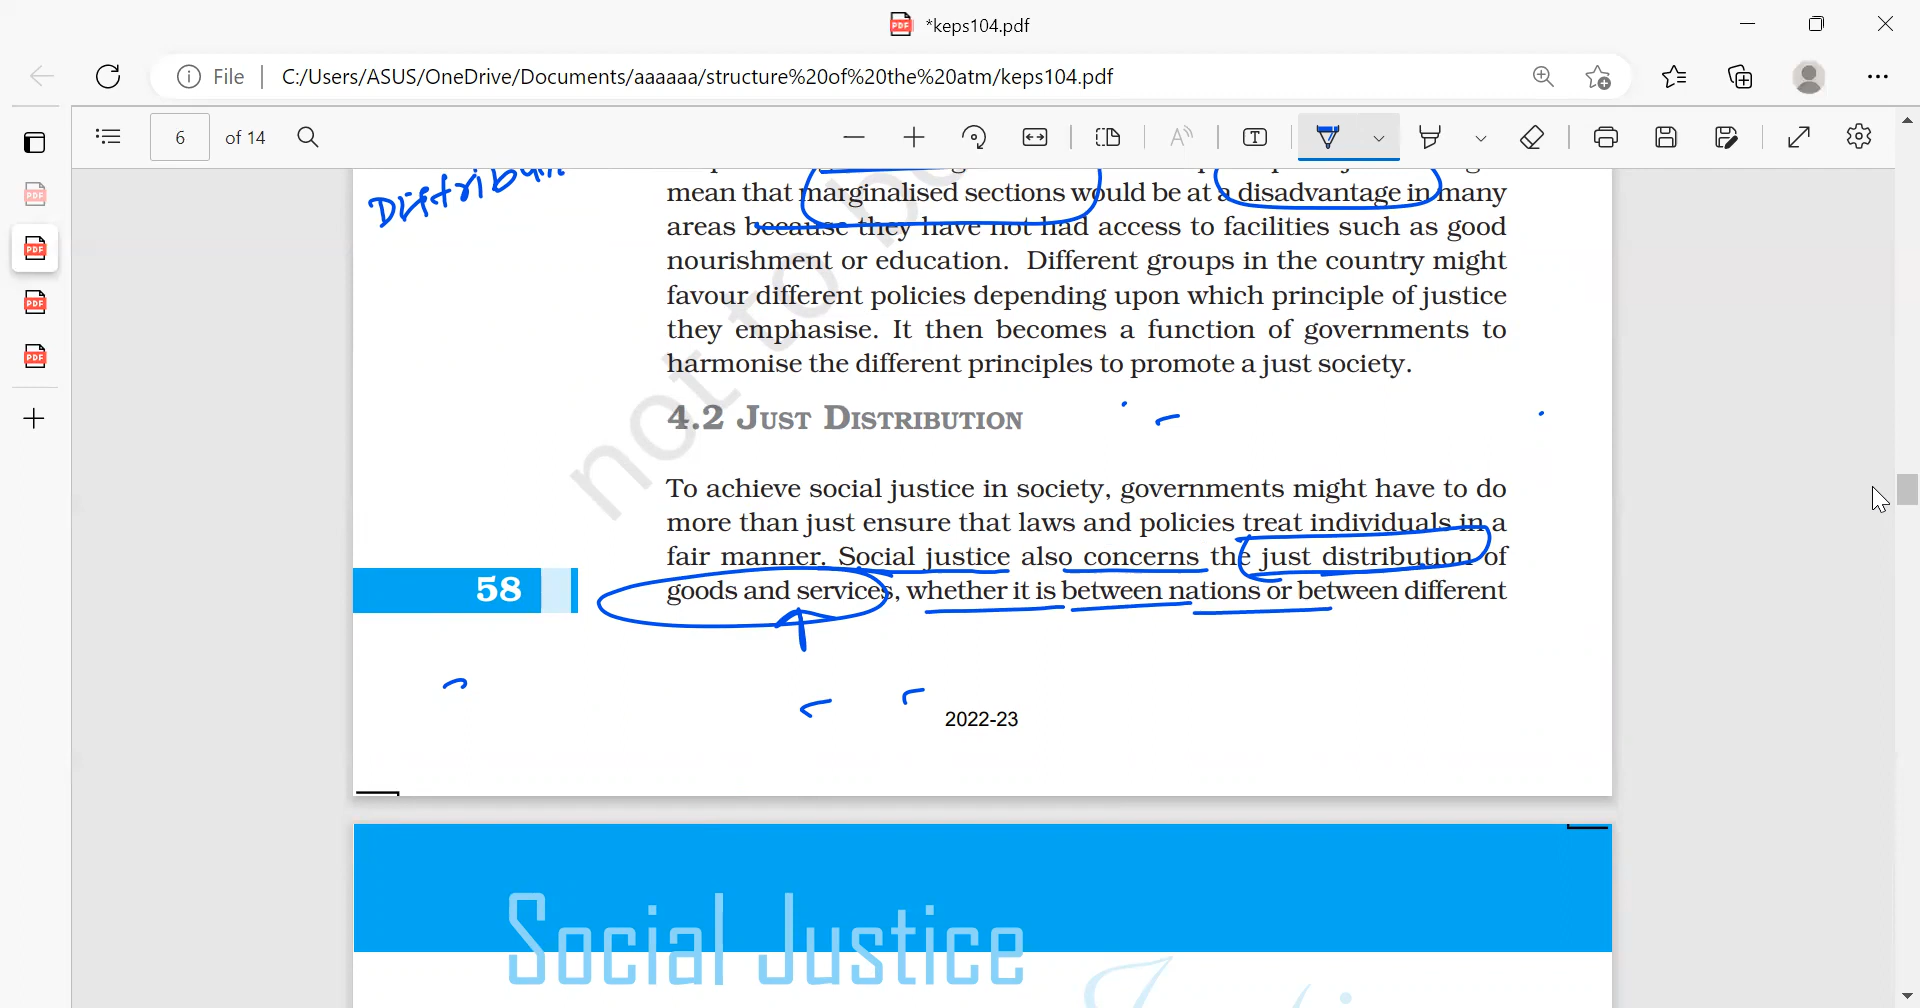 *keps104.pdf
File C:/Users/ASUS/OneDrive/Documents/aaaaaa/structure%20of%20the%20atm/keps104.pdf
6 of 14
mean that marginalised sections would be at a disadvantage in many
areas because they have not had access to facilities such as good
nourishment or education. Different groups in the country might
favour different policies depending upon which principle of justice
they emphasise. It then becomes a function of governments to
harmonise the different principles to promote a just society.
4.2 JUST DISTRIBUTION
To achieve social justice in society, governments might have to do
more than just ensure that laws and policies treat individuals in a
fair manner. Social justice also concerns the just distribution of
58
goods and services, whether it is between nations or between different
2022-23
Social Justice
not to be